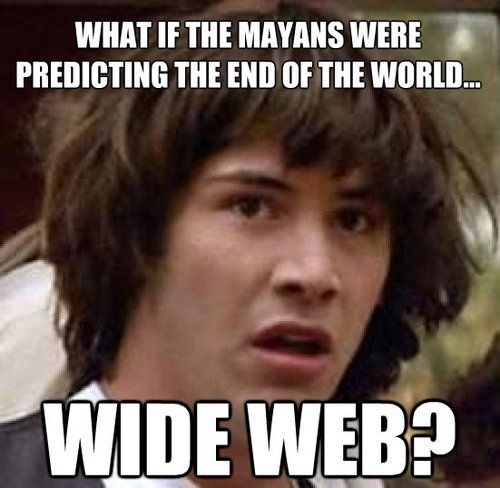 WHAT IF THE MAYANS WERE
PREDICTING THE END OF THE WORLD...
WIDE WEB?